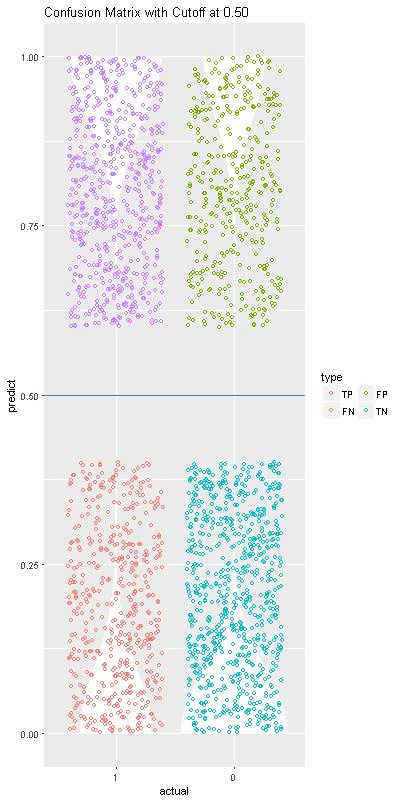 Confusion Matrix with Cutoff at 0.50
1.00
0.75
0.50
0.25
0.00
predict
1 0
actual
type
TP FP
FN TN